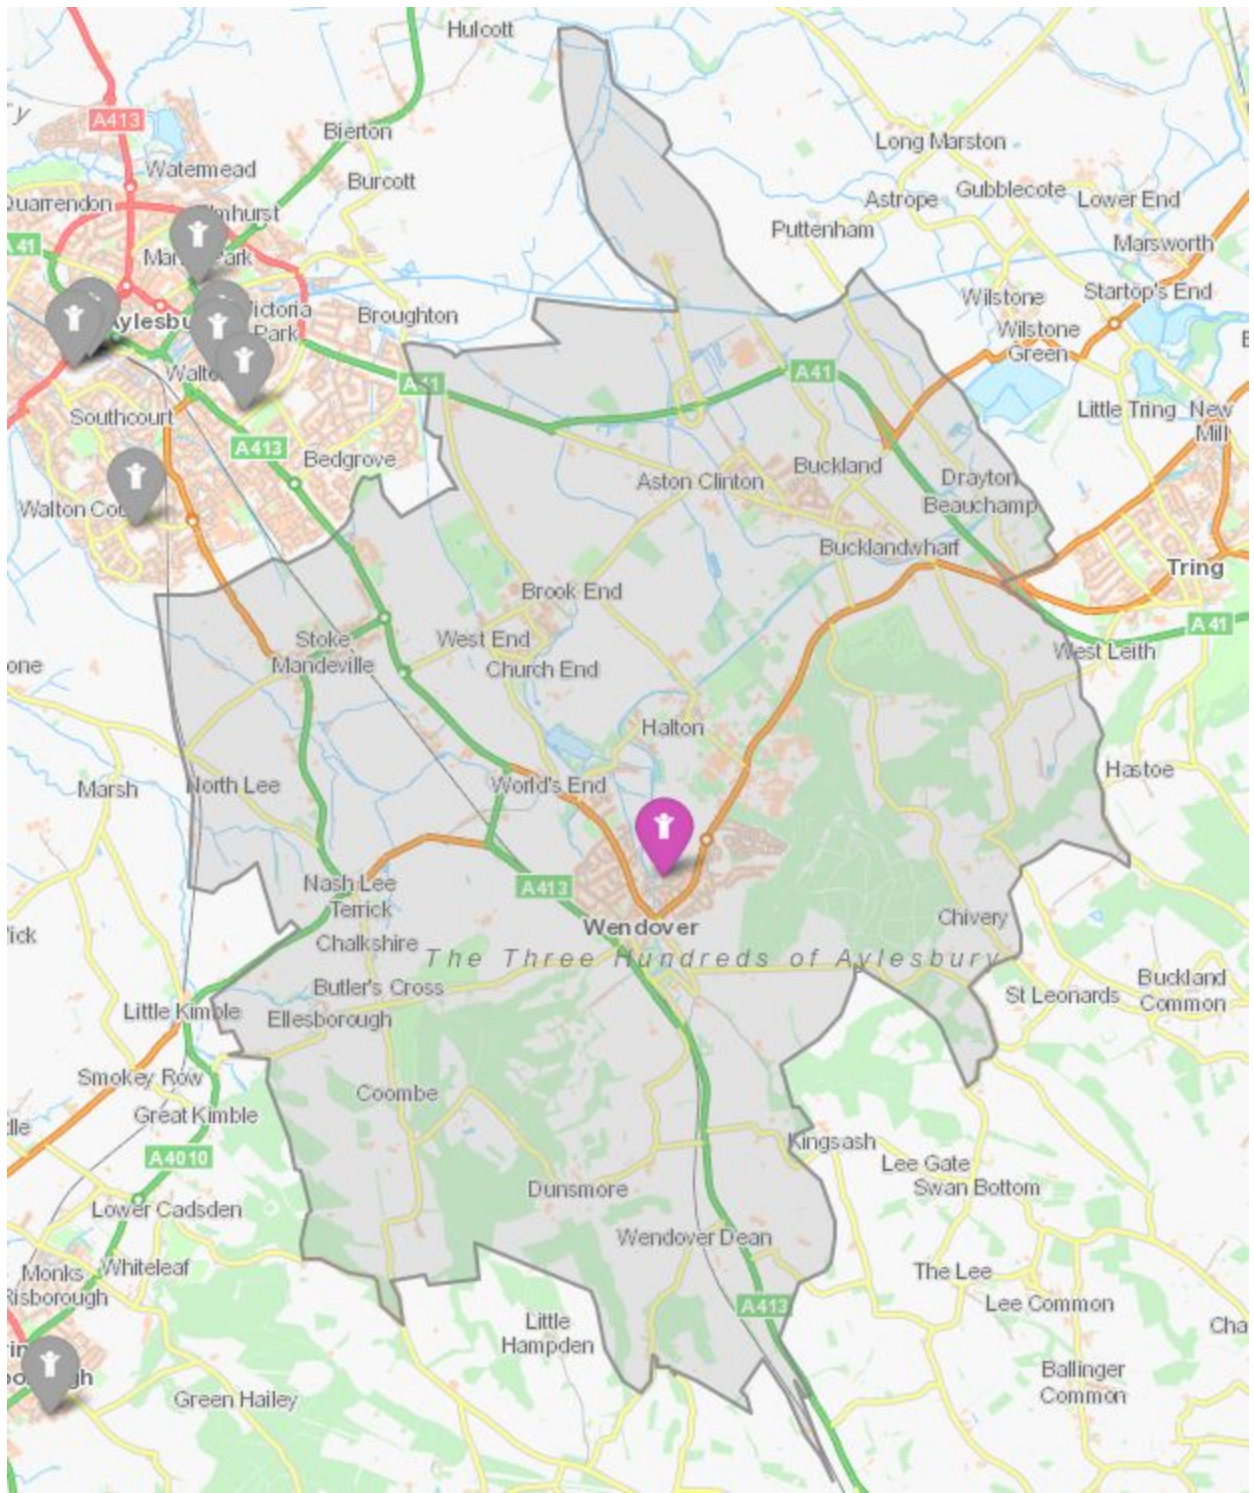 Hulcott
A413
Bierton
Long Marston
Watermead
Burcott
Gubblecote
Lower End
Astrope
Quarrendon
Puttenham
Marsworth
A41
Startop's End
Wilstone
Victoria
Park
Broughton
Wilstone
Green
A41
A41
Southcourt
Little Tring
New
Mill
A413
Bedgrove
Buckland
Aston Clinton
Drayton
Beauchamp
Bucklandwharf
Tring
Brook End
A41
Stoke
Mandeville
West End
Church End
West Leith
Halton
Hastoe
Marsh
North Lee
World's End
Nash Lee
A413
Terrick
Chivery
Wendover
Chalkshire
The Three Hundreds of Aylesbury
Butler's Cross
Buckland
Common
St Leonards
Little Kimble
Ellesborough
Smokey Row
Coombe
Great Kimble
Kingsash
A4010
Lee Gate
Swan Bottom
Dunsmore
Lower Cadsden
Wendover Dean
Monks
Risborough
Whiteleaf
The Lee
Lee Common
A413
Little
Hampden
Ballinger
Common
Green Hailey